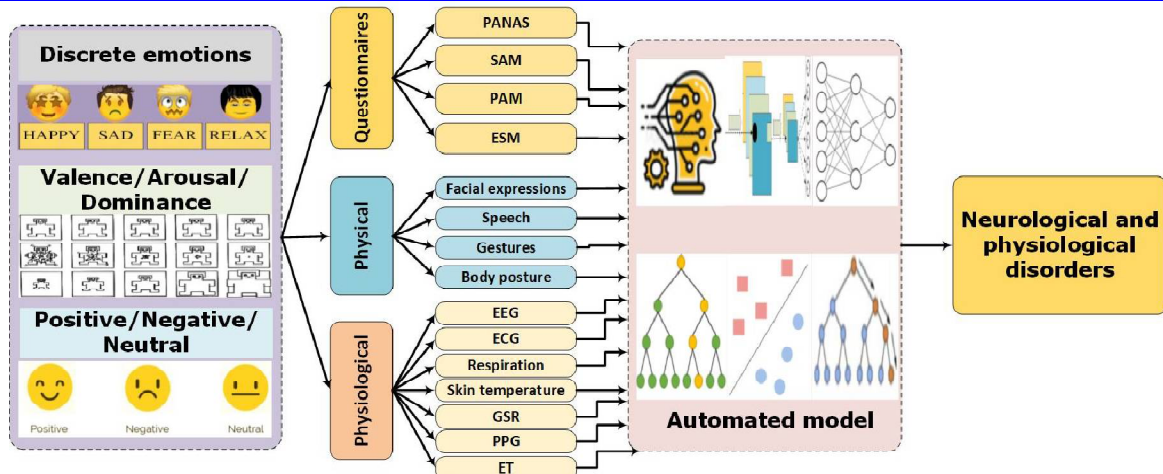 Discrete emotions
HAPPY
SAD
FEAR
RELAX
Valence/Arousal/
Dominance
Positive/Negative/
Neutral
Positive
Negative
Neutral
Questionnaires
PANAS
SAM
PAM
ESM
Physical
Facial expressions
Speech
Gestures
Body posture
Physiological
EEG
ECG
Respiration
Skin temperature
GSR
PPG
ET
Automated model
Neurological and
physiological
disorders